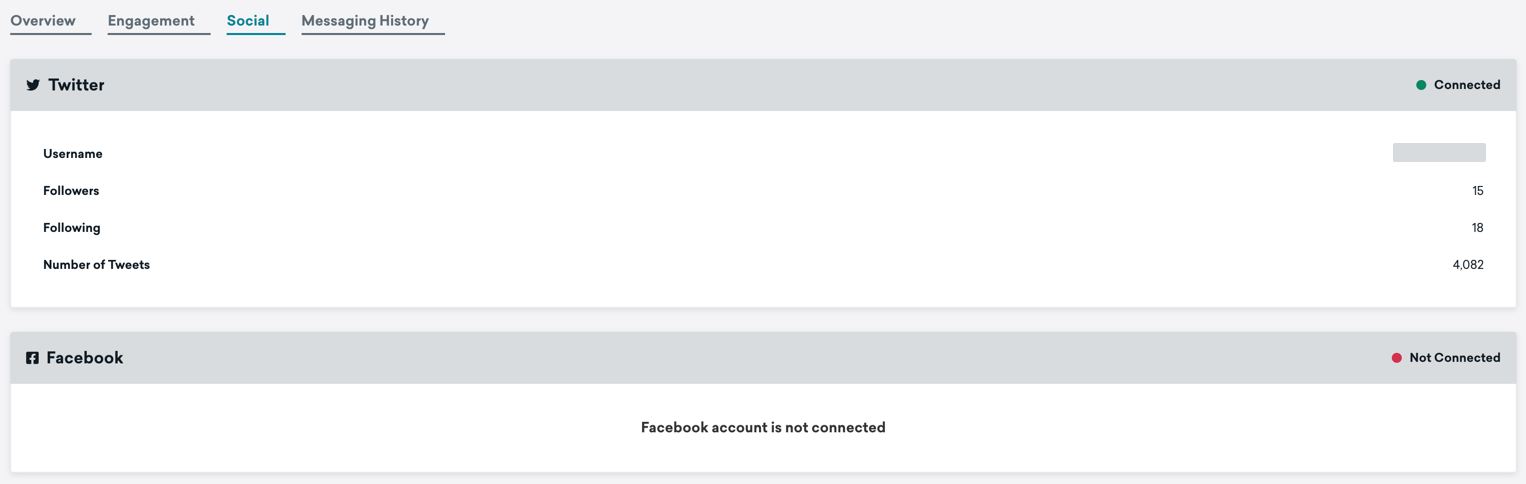 Overview Engagement Social Messaging History
Twitter Connected
Username
Followers 15
Following 18
Number of Tweets 4,082
Facebook Not Connected
Facebook account is not connected